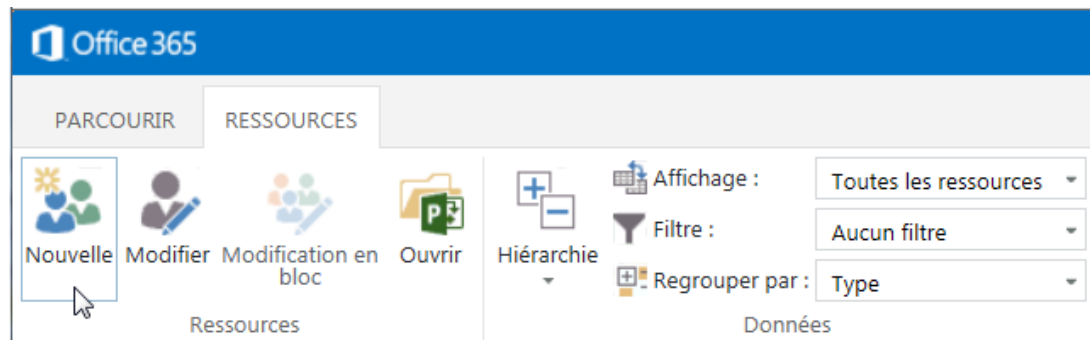 Office 365
PARCOURIR RESSOURCES
Nouvelle Modifier Modification en bloc Ouvrir Hiérarchie
Affichage : Toutes les ressources
Filtre : Aucun filtre
Regrouper par : Type
Ressources Données